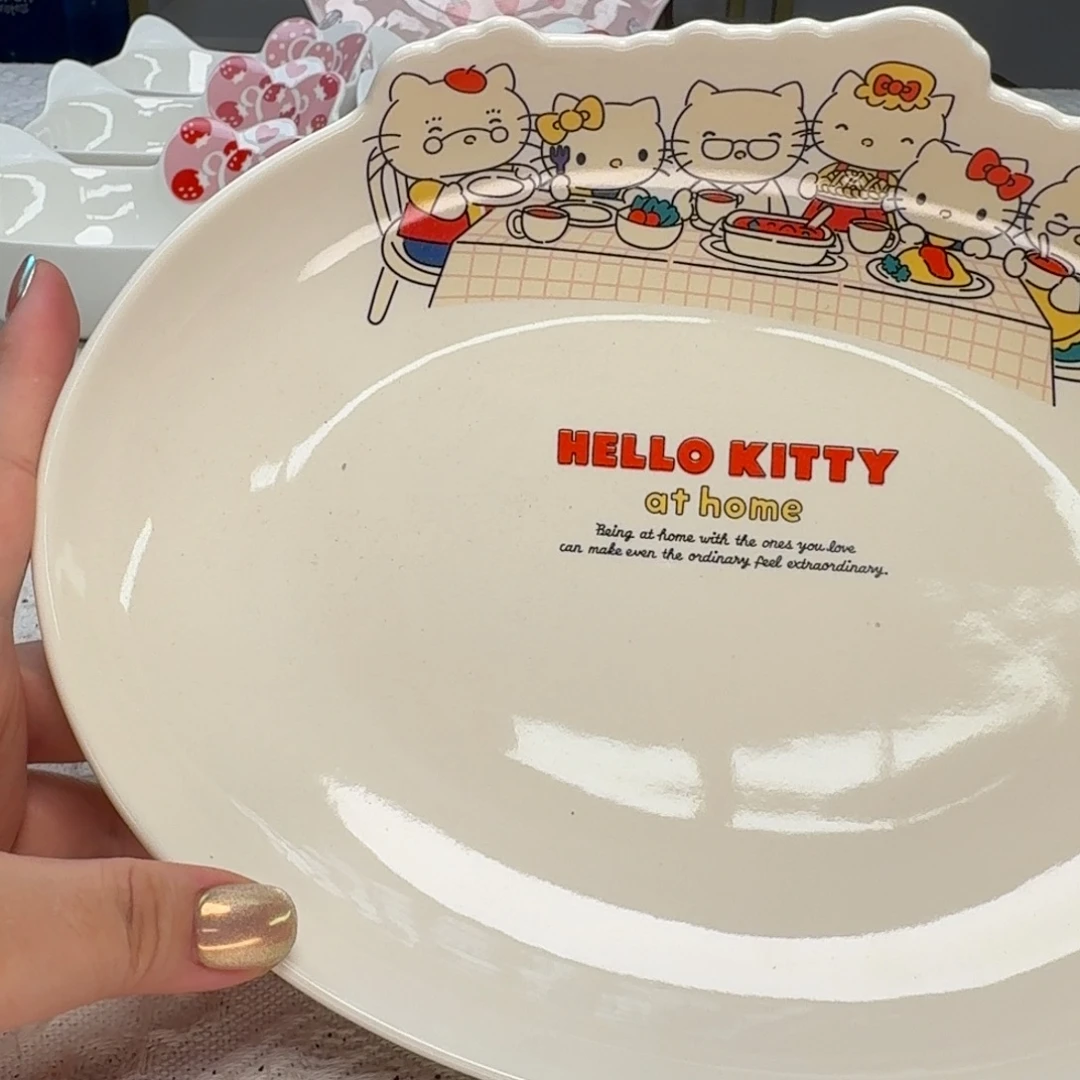 HELLO KITTY
at home
Being at home with the ones you love
can make even the ordinary feel extraordinary.